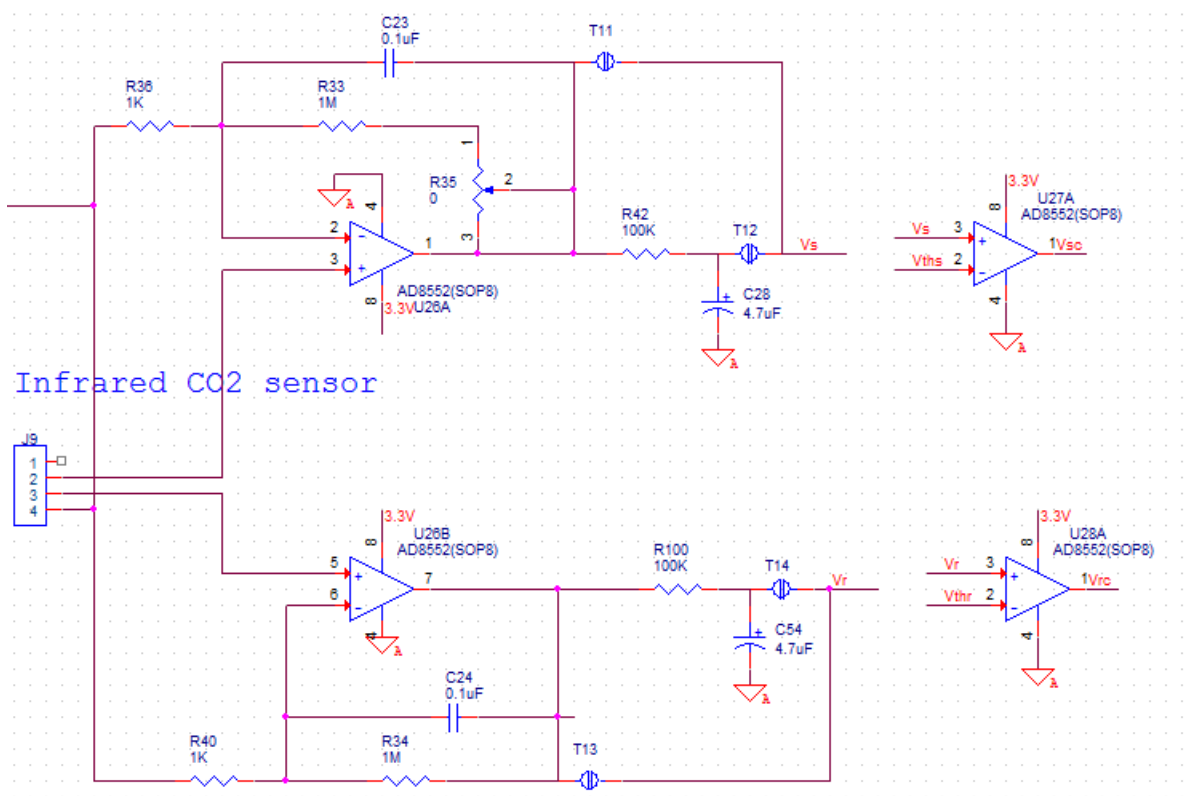 C23
0.1uF
T11
R36
1K
R33
1M
1
R35
0
2
3
A
4
2
3
1
8
AD8552(SOP8)
3.3V
U26A
R42
100K
T12
Vs
C28
4.7uF
A
3.3V
8
U27A
AD8552(SOP8)
Vs 3
Vths 2
1
Vsc
4
A
Infrared CO2 sensor
J9
1
2
3
4
3.3V
8
U26B
AD8552(SOP8)
5
6
7
4
A
R100
100K
T14
Vr
C54
4.7uF
A
3.3V
8
U28A
AD8552(SOP8)
Vr 3
Vthr 2
1
Vrc
4
A
C24
0.1uF
R40
1K
R34
1M
T13